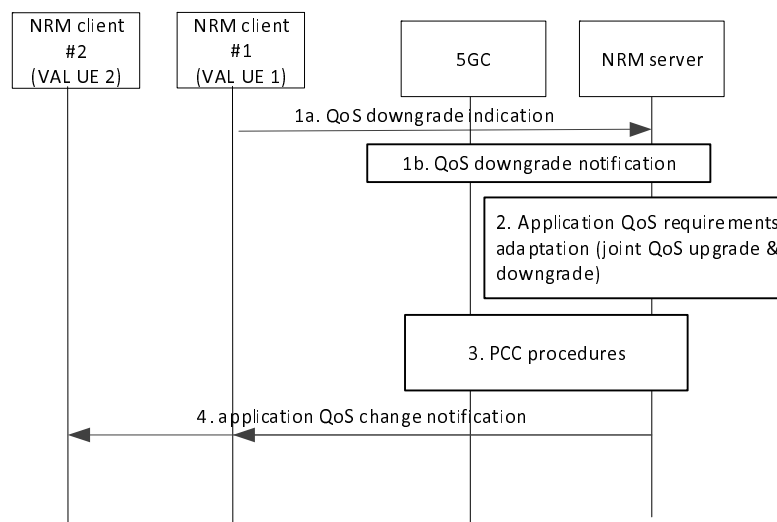 NRM client
#2
(VAL UE 2)
NRM client
#1
(VAL UE 1)
5GC
NRM server
1a. QoS downgrade indication
1b. QoS downgrade notification
2. Application QoS requirements
adaptation (joint QoS upgrade &
downgrade)
3. PCC procedures
4. application QoS change notification